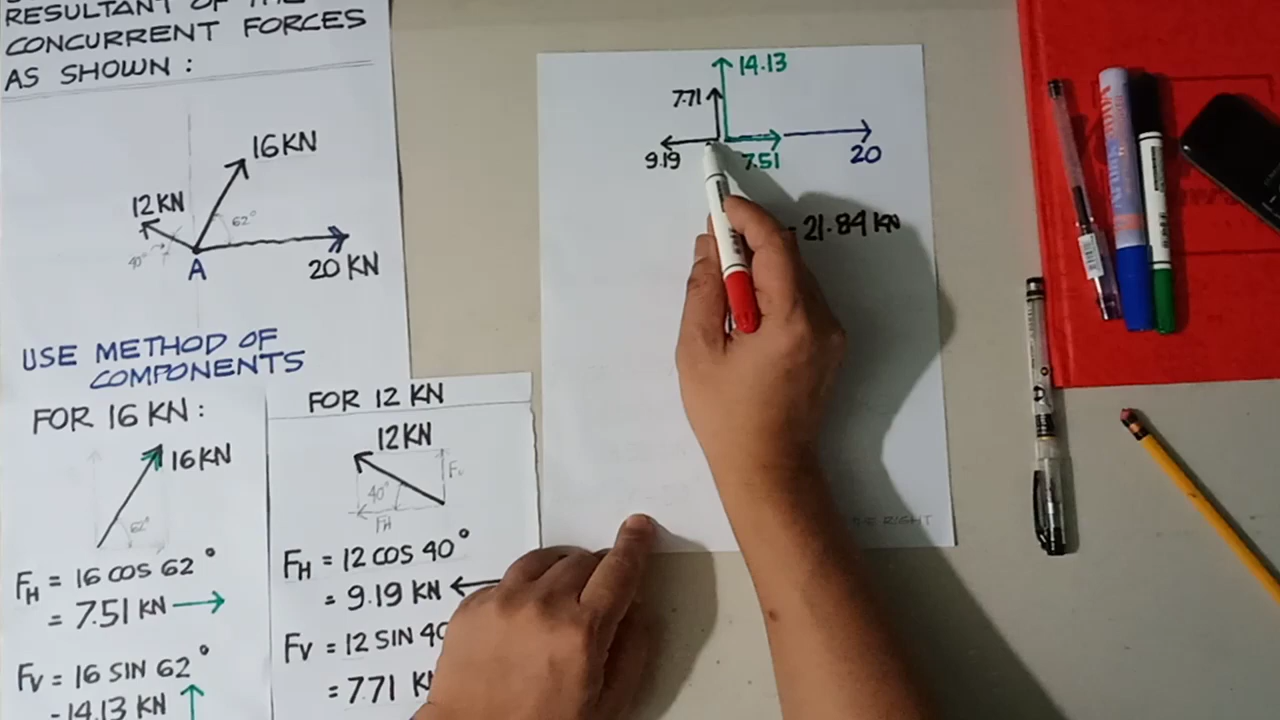 RESULTANT OF THE
CONCURRENT FORCES
AS SHOWN :
16 KN
12 KN
62°
40°
A
20 KN
USE METHOD OF
COMPONENTS
FOR 16 KN :
16 KN
62°
FH = 16 COS 62°
= 7.51 KN
FV = 16 SIN 62°
= 14.13 KN
FOR 12 KN
12 KN
40°
FV
FH
FH = 12 COS 40°
= 9.19 KN
FV = 12 SIN 40
= 7.71
14.13
7.71
9.19
7.51
20
= 21.84 KN
THE RIGHT